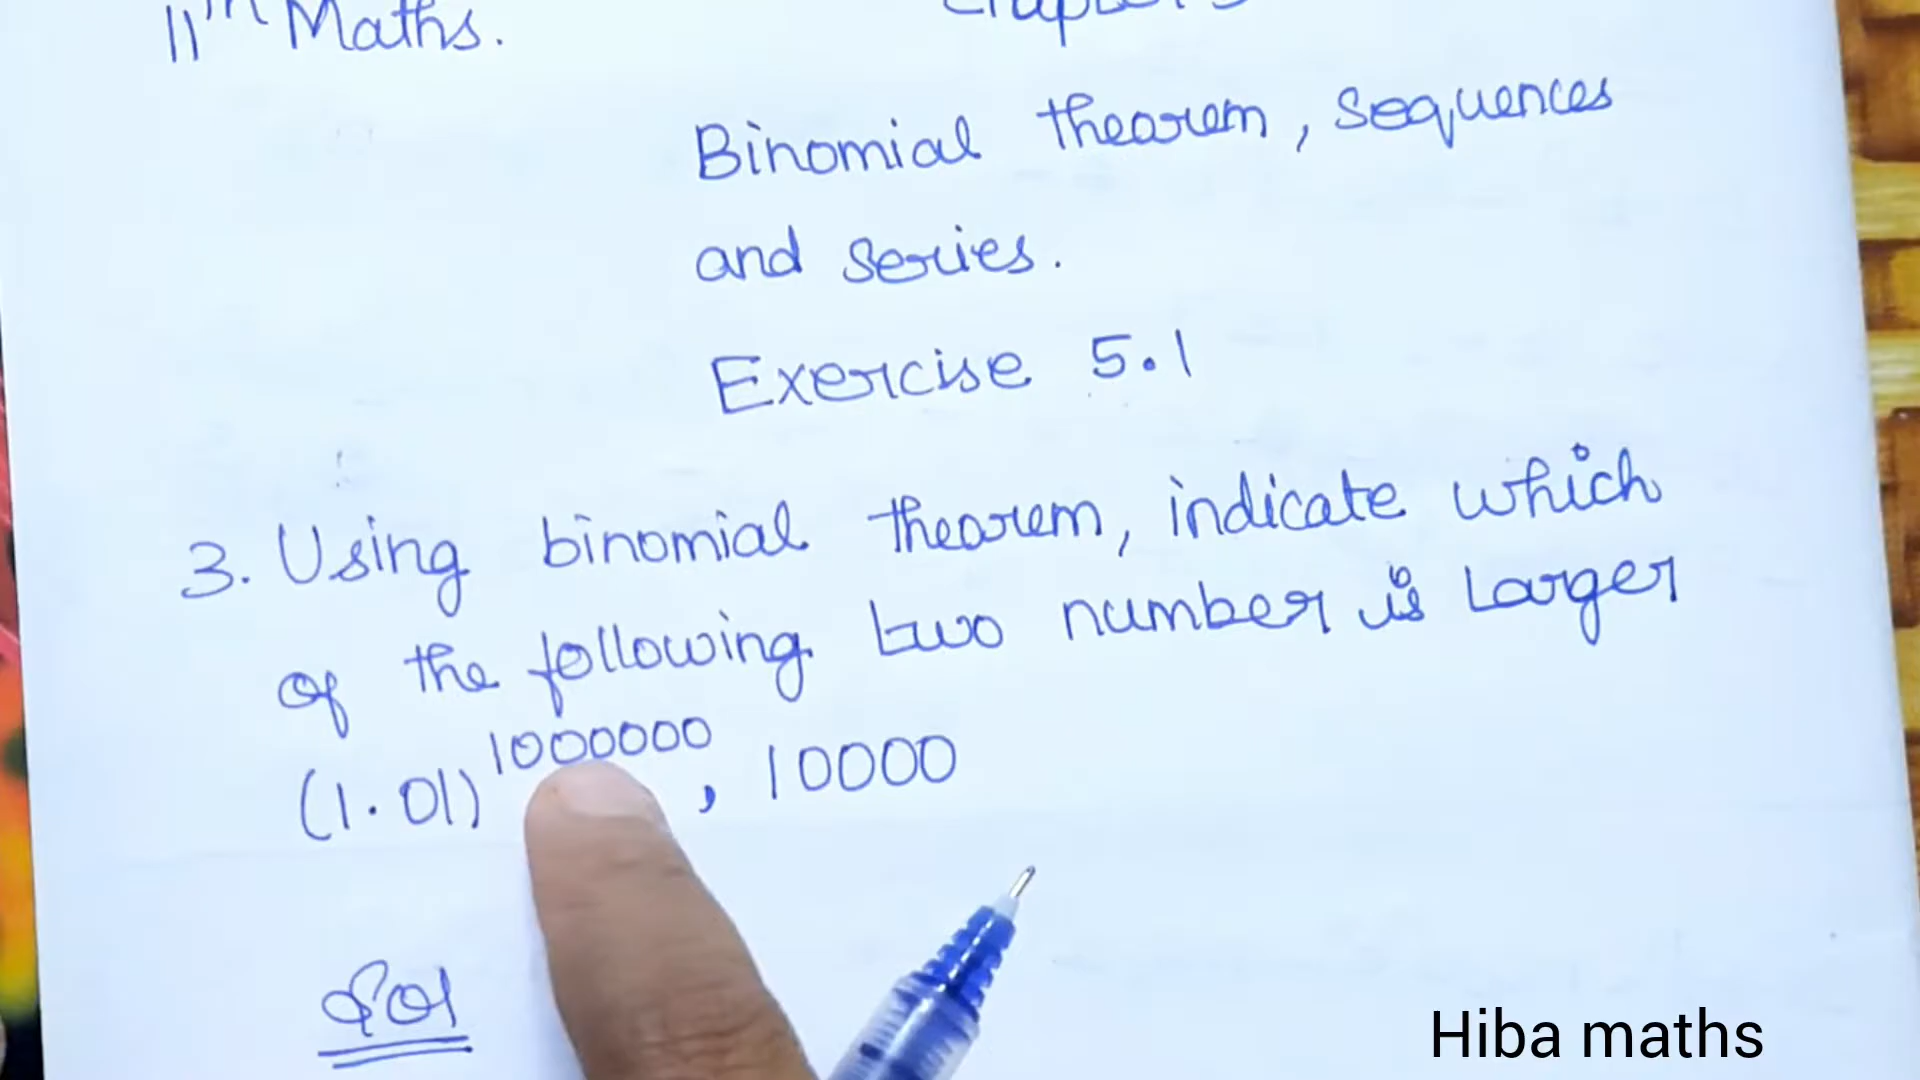 11th Maths.
Binomial theorem, sequences
and series.
Exercise 5.1
3. Using binomial theorem, indicate which
of the following two number is Larger
(1.01)^1000000, 10000
Sol
Hiba maths